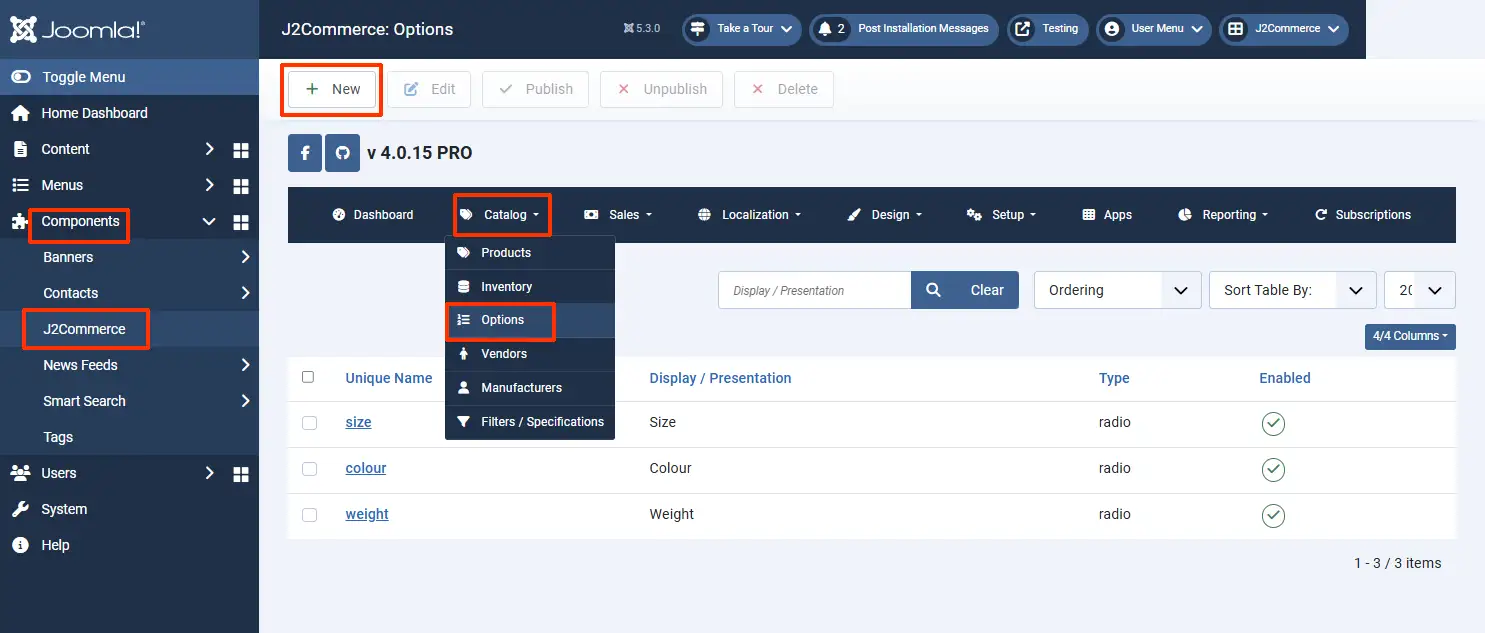 Joomla!
J2Commerce: Options
5.3.0
Take a Tour
2 Post Installation Messages
Testing
User Menu
J2Commerce
Toggle Menu
Home Dashboard
Content
Menus
Components
Banners
Contacts
J2Commerce
News Feeds
Smart Search
Tags
Users
System
Help
New
Edit
Publish
Unpublish
Delete
v 4.0.15 PRO
Dashboard
Catalog
Sales
Localization
Design
Setup
Apps
Reporting
Subscriptions
Products
Inventory
Options
Vendors
Manufacturers
Filters / Specifications
Display / Presentation
Clear
Ordering
Sort Table By:
4/4 Columns
Unique Name Display / Presentation Type Enabled
size Size radio
colour Colour radio
weight Weight radio
1 - 3 / 3 items